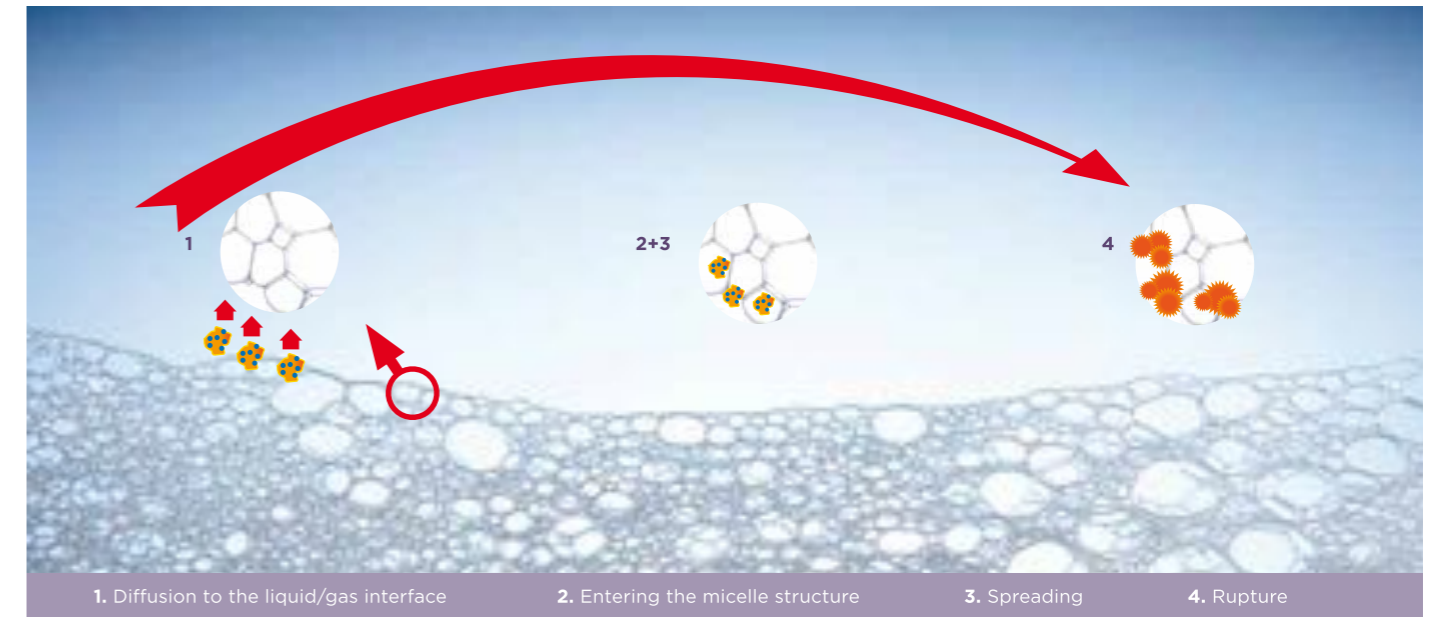 1
2+3
4
1. Diffusion to the liquid/gas interface 2. Entering the micelle structure 3. Spreading 4. Rupture